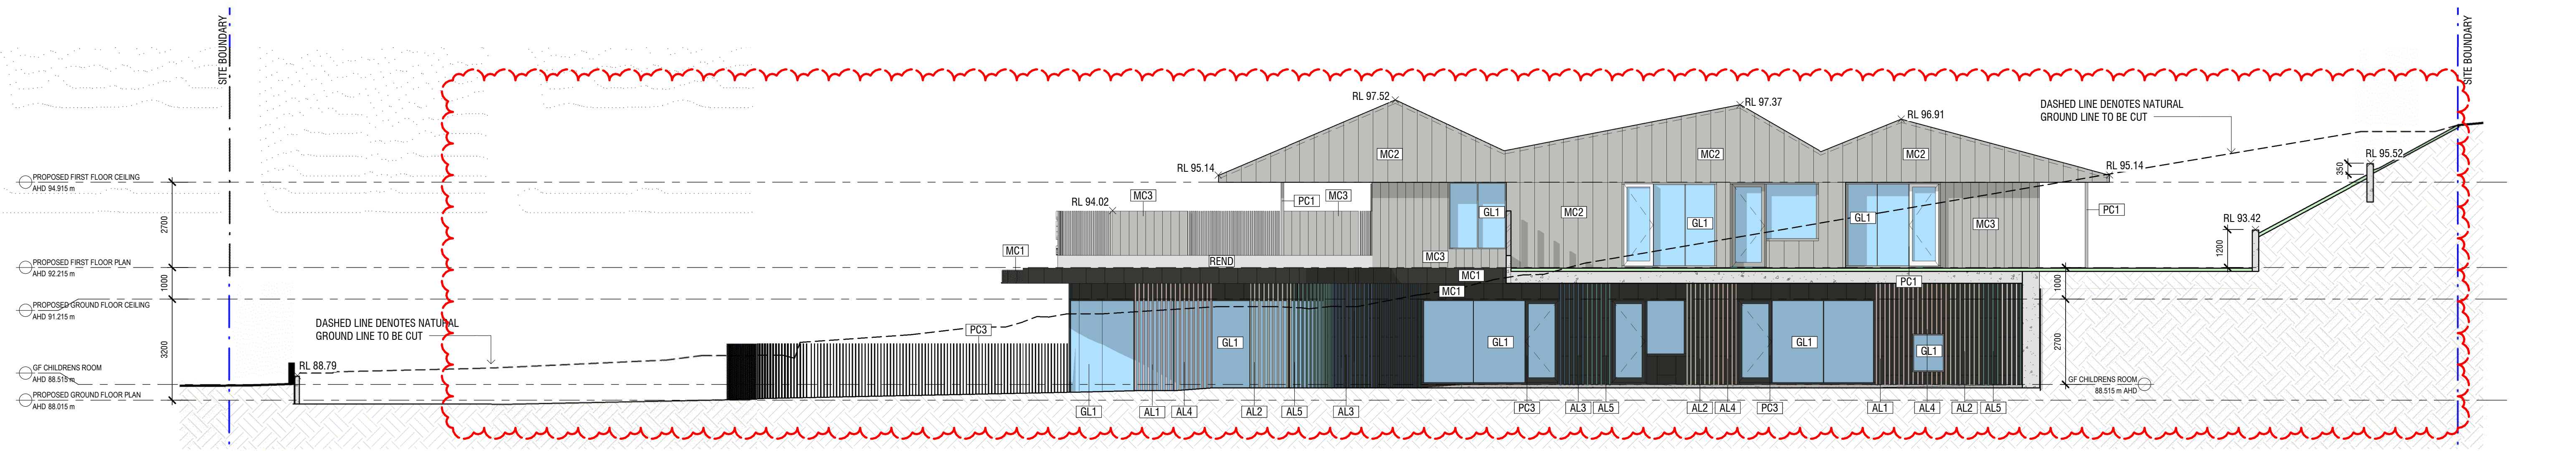 SITE BOUNDARY
SITE BOUNDARY
RL 97.52
RL 97.37
RL 96.91
DASHED LINE DENOTES NATURAL
GROUND LINE TO BE CUT
MC2
MC2
MC2
RL 95.52
350
RL 95.14
RL 95.14
PROPOSED FIRST FLOOR CEILING
AHD 94.915 m
MC3
MC3
PC1
RL 94.02
GL1
MC2
GL1
GL1
MC3
PC1
RL 93.42
2700
1200
MC1
MC3
REND
PROPOSED FIRST FLOOR PLAN
AHD 92.215 m
MC1
PC1
MC1
1000
1000
PROPOSED GROUND FLOOR CEILING
AHD 91.215 m
DASHED LINE DENOTES NATURAL
GROUND LINE TO BE CUT
PC3
GL1
GL1
GL1
GL1
3200
2700
RL 88.79
GF CHILDRENS ROOM
AHD 88.515 m
GF CHILDRENS ROOM
88.515 m AHD
PROPOSED GROUND FLOOR PLAN
AHD 88.015 m
GL1
AL1
AL4
AL2
AL5
AL3
PC3
AL3
AL5
AL2
AL4
PC3
AL1
AL4
AL2
AL5